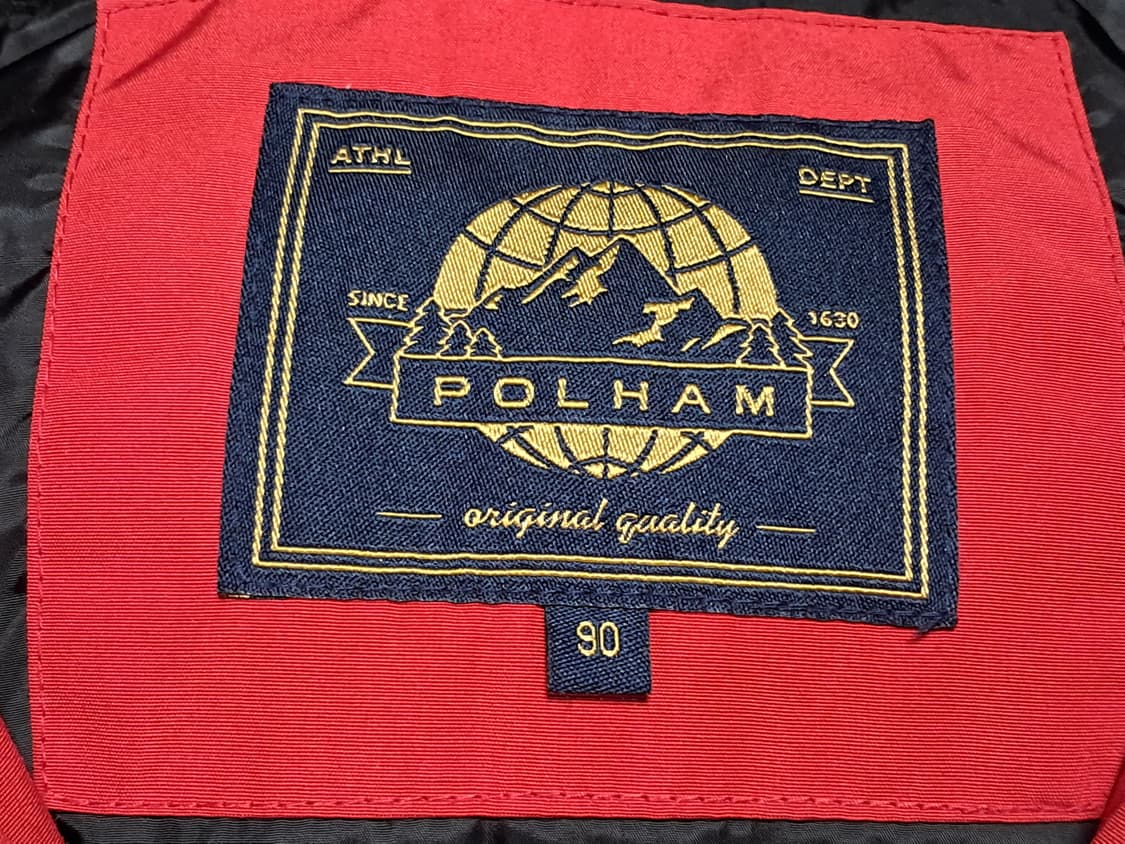 ATHL
DEPT
SINCE
1630
POLHAM
original quality
90